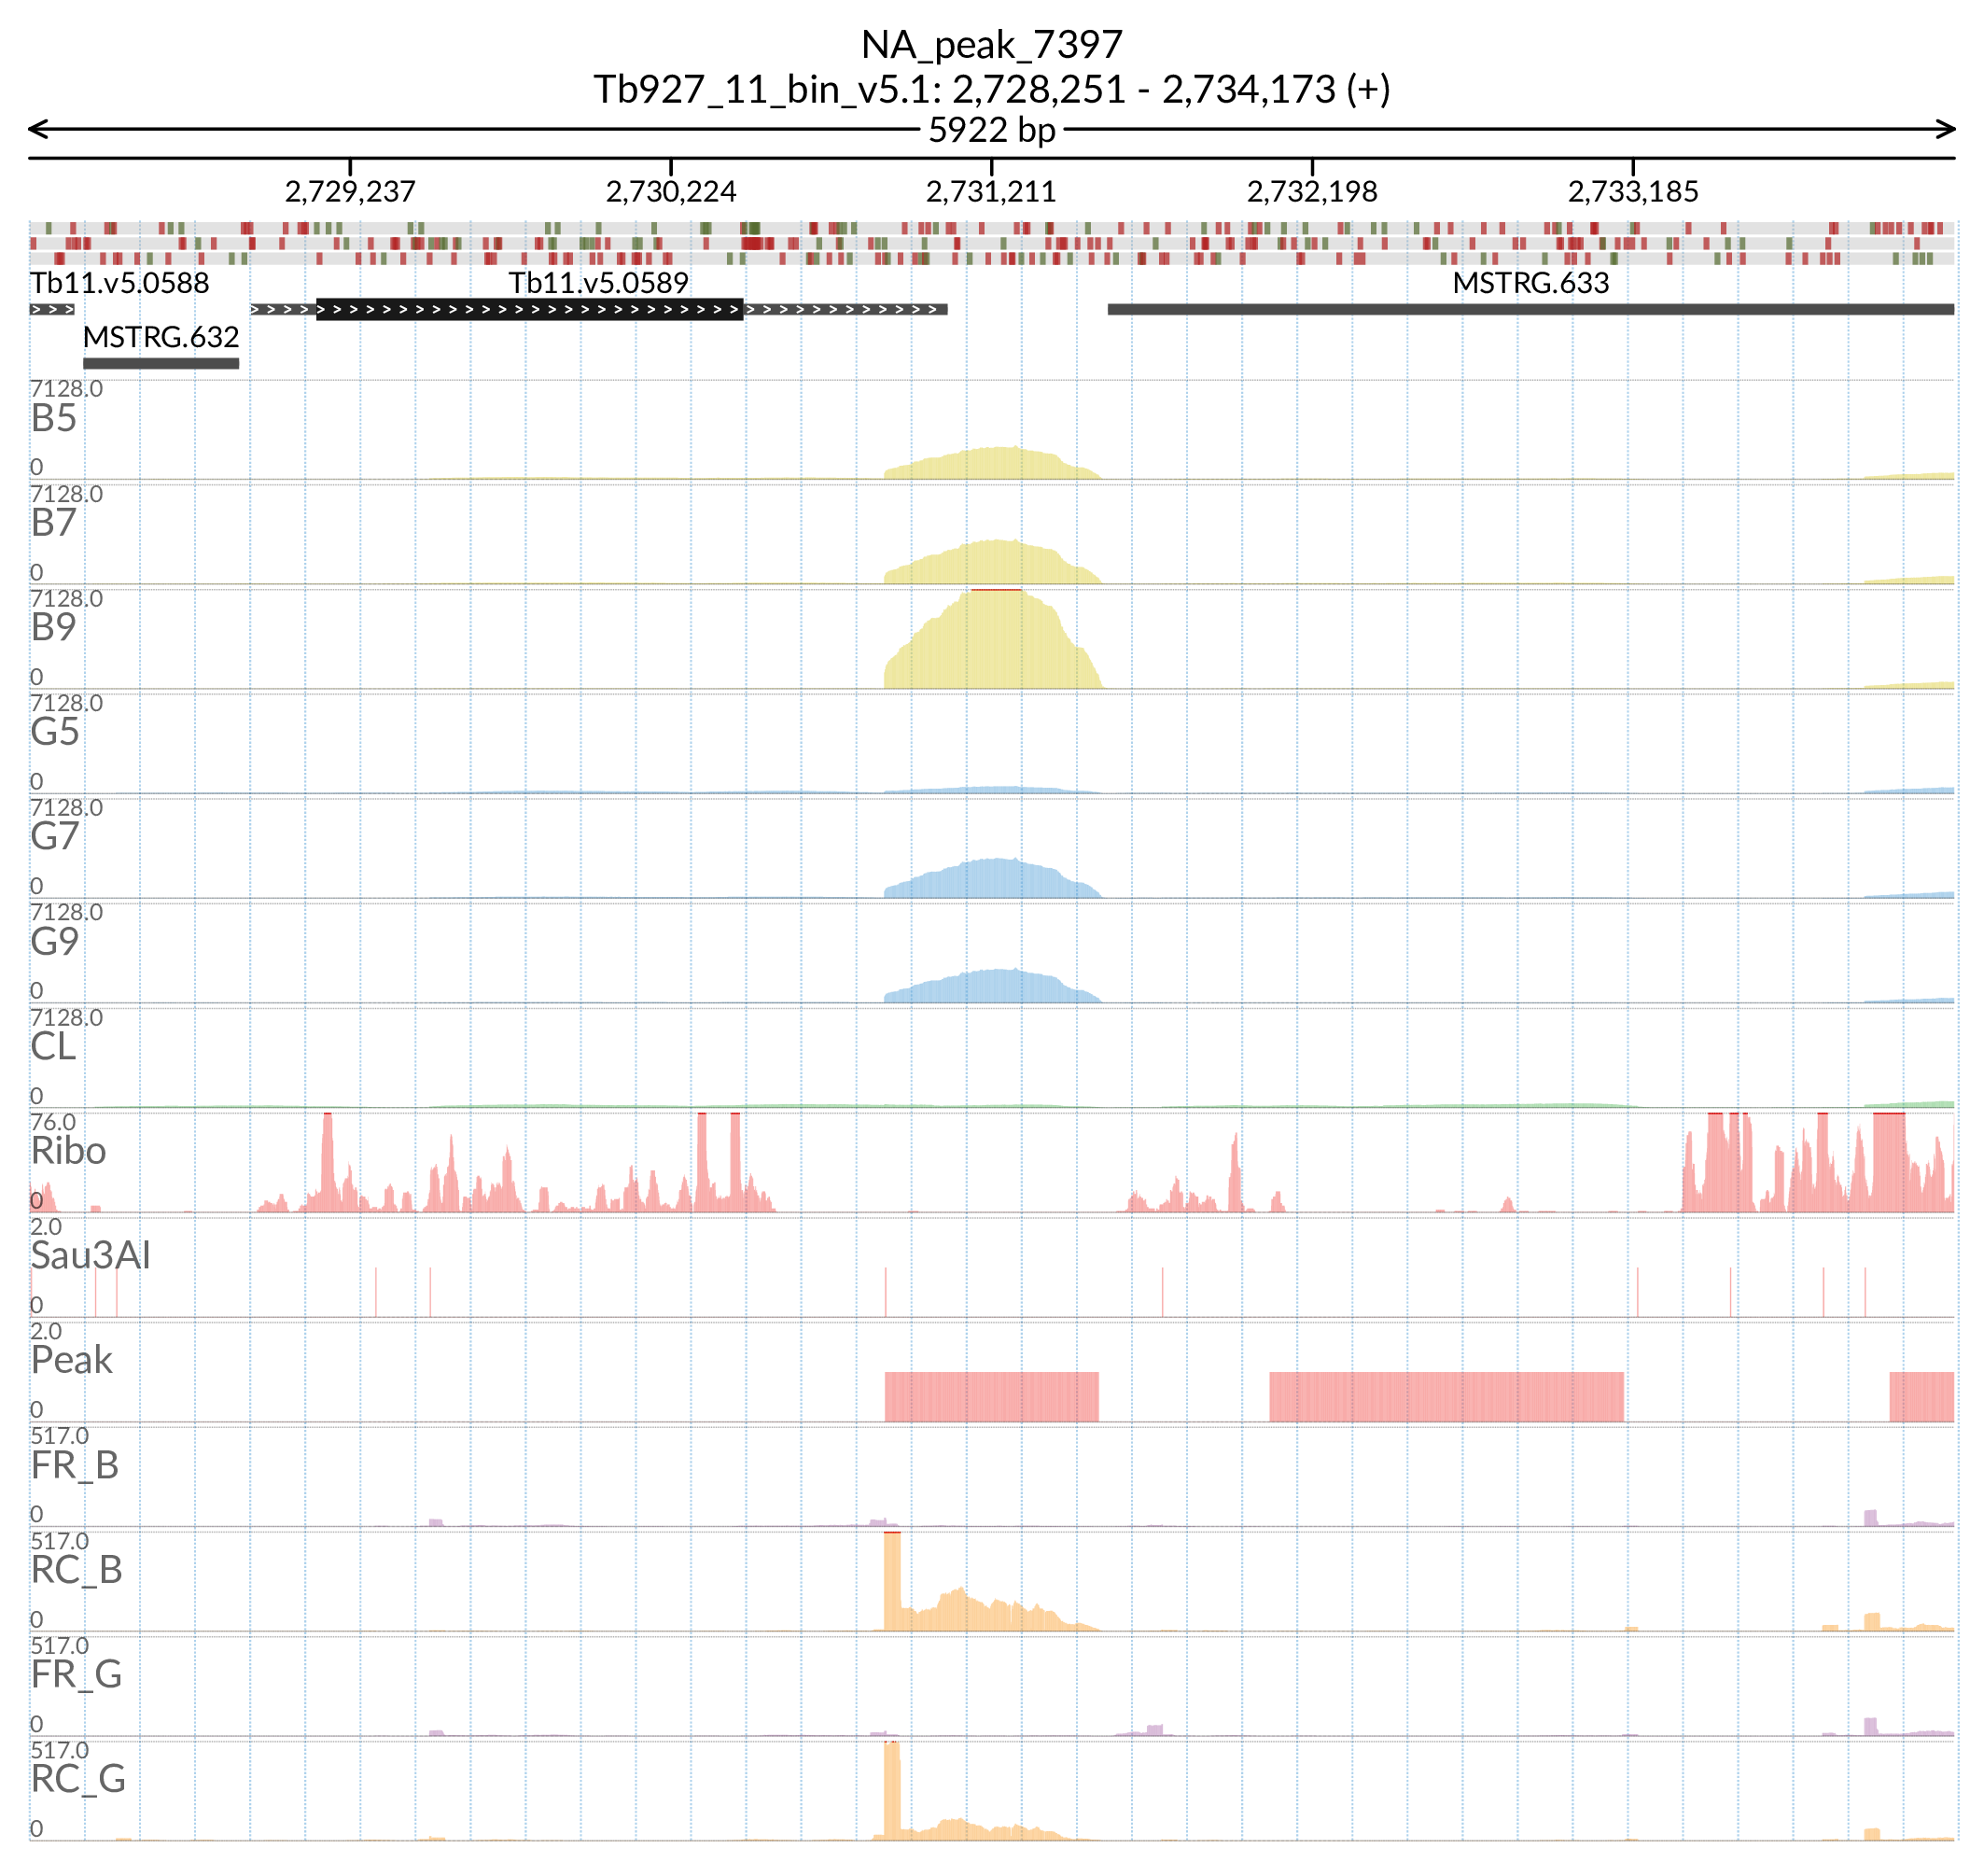 NA_peak_7397
Tb927_11_bin_v5.1: 2,728,251 - 2,734,173 (+)
5922 bp
2,729,237 2,730,224 2,731,211 2,732,198 2,733,185
Tb11.v5.0588 Tb11.v5.0589 MSTRG.633
MSTRG.632
7128.0
B5
0
7128.0
B7
0
7128.0
B9
0
7128.0
G5
0
7128.0
G7
0
7128.0
G9
0
7128.0
CL
0
76.0
Ribo
0
2.0
Sau3AI
0
2.0
Peak
0
517.0
FR_B
0
517.0
RC_B
0
517.0
FR_G
0
517.0
RC_G
0